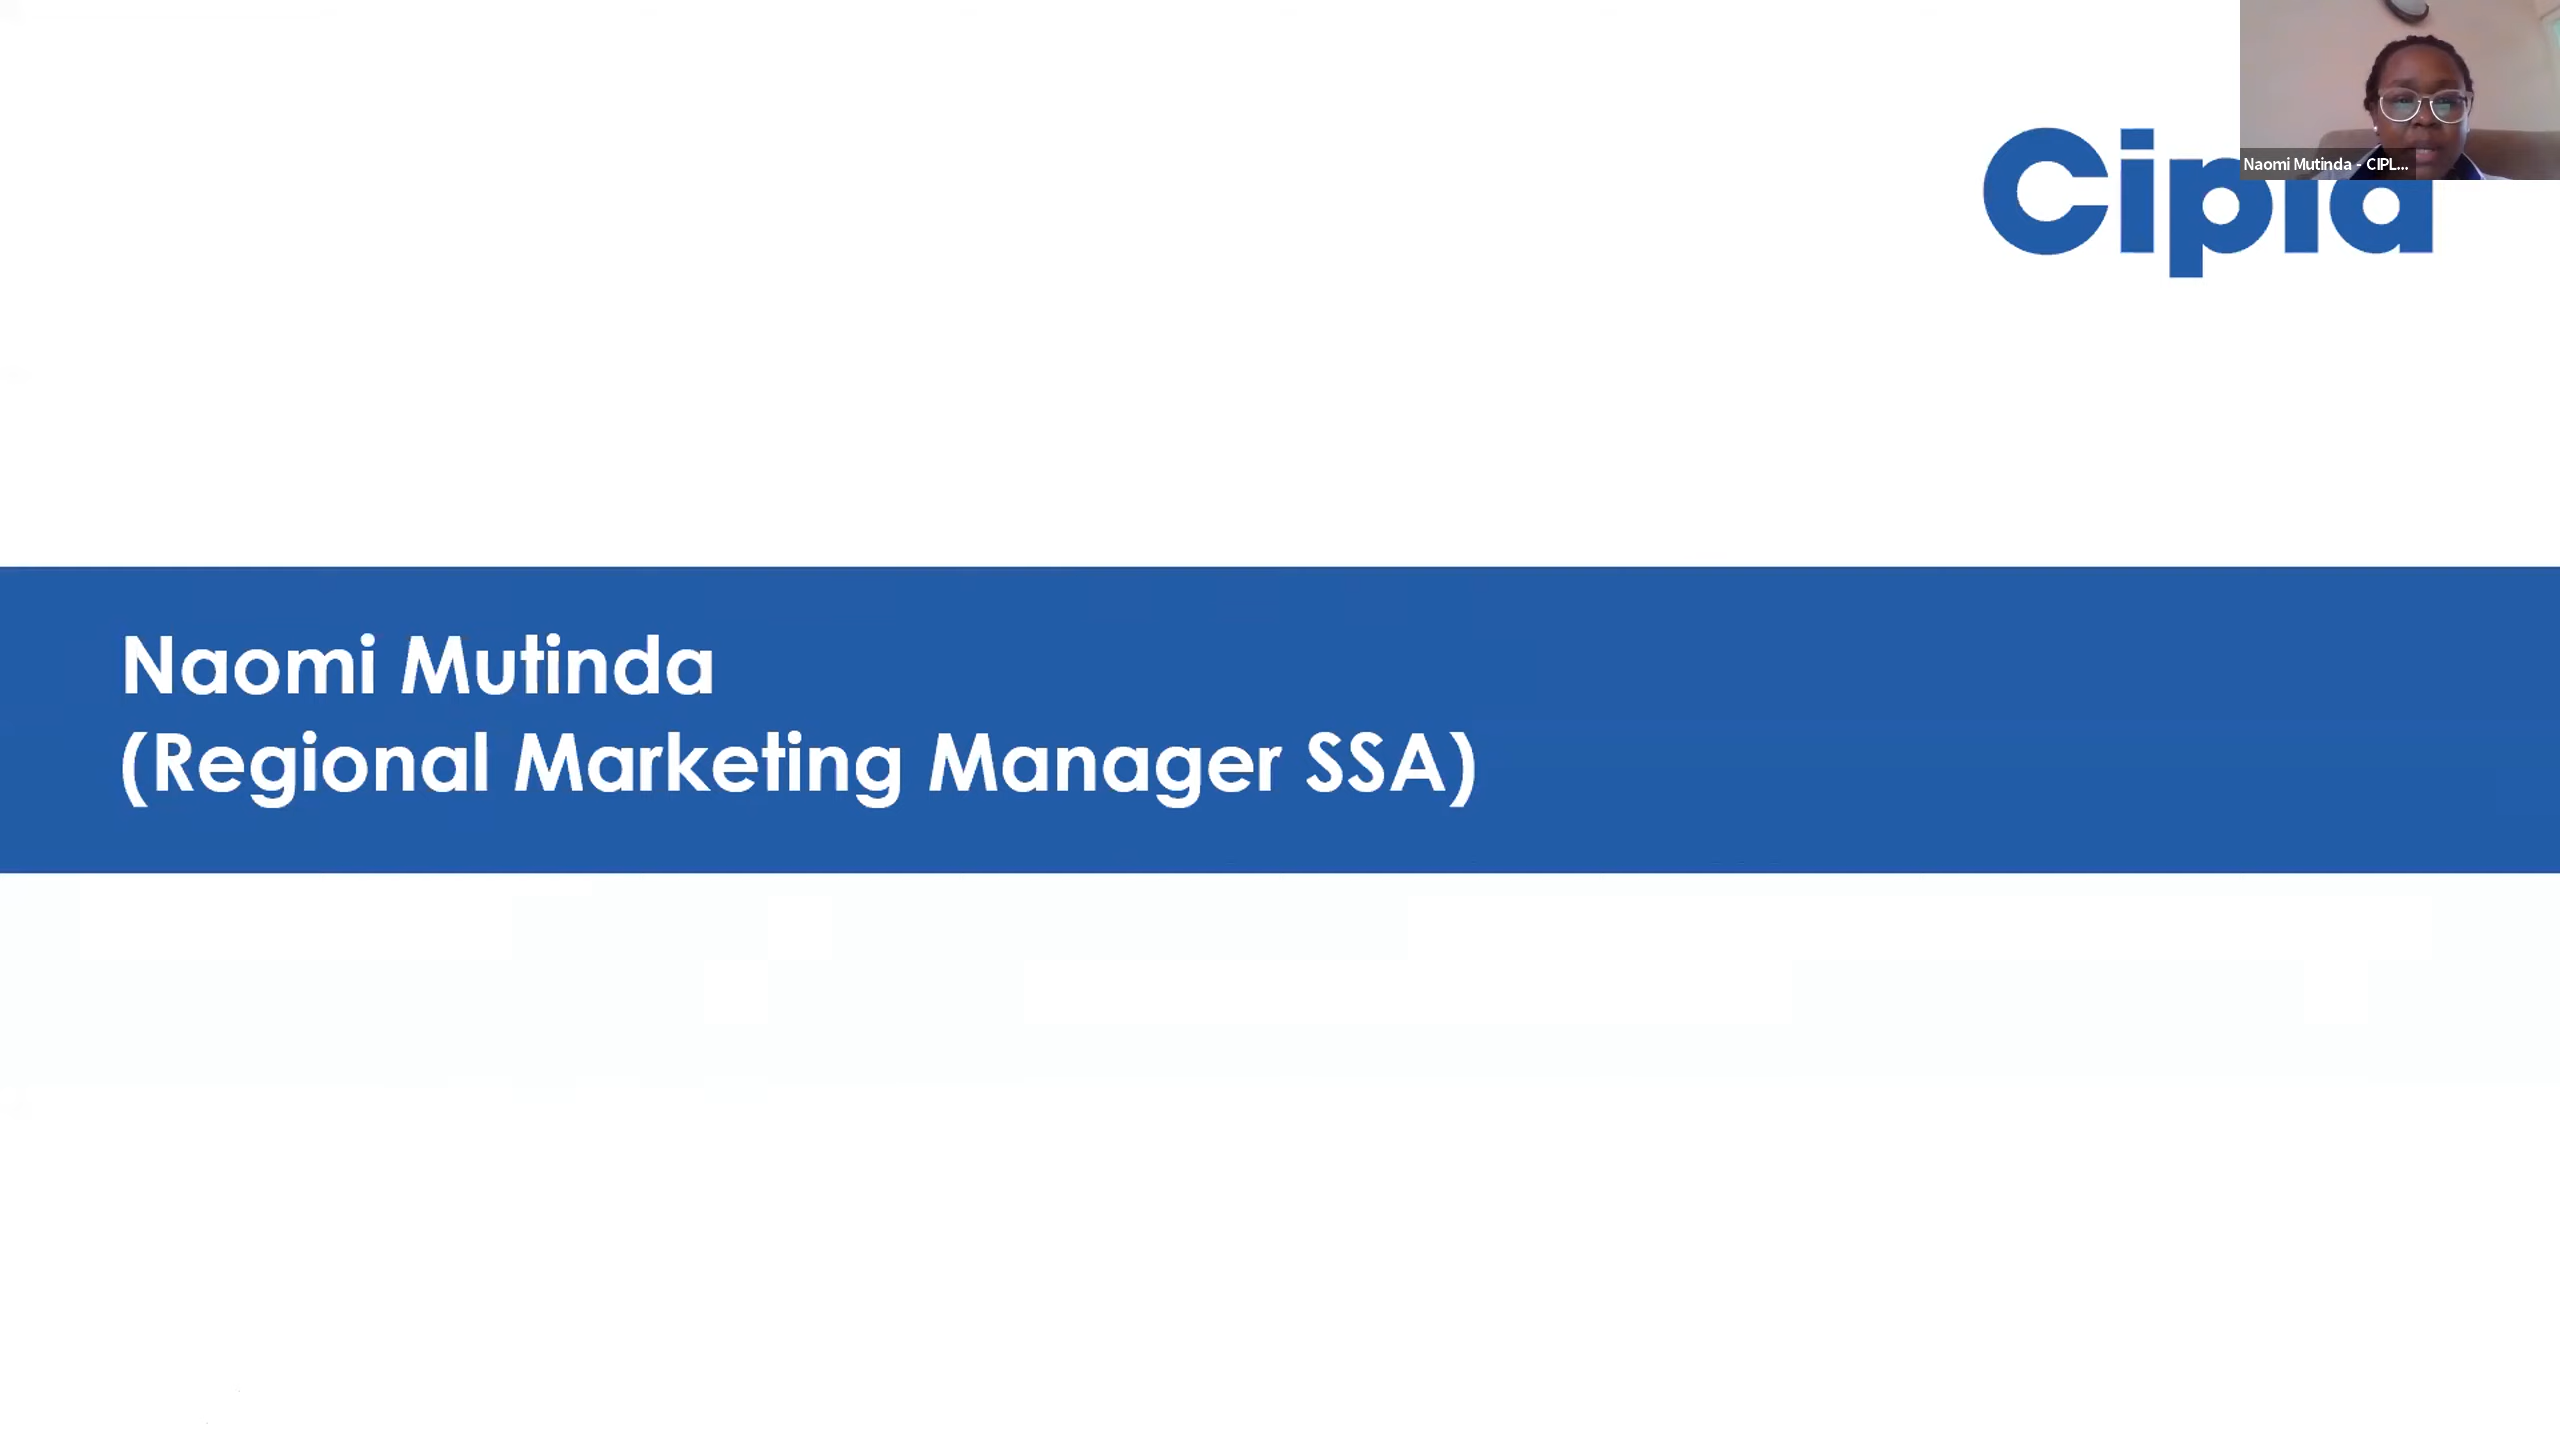 Cipla
Naomi Mutinda - CIPL...
Naomi Mutinda
(Regional Marketing Manager SSA)